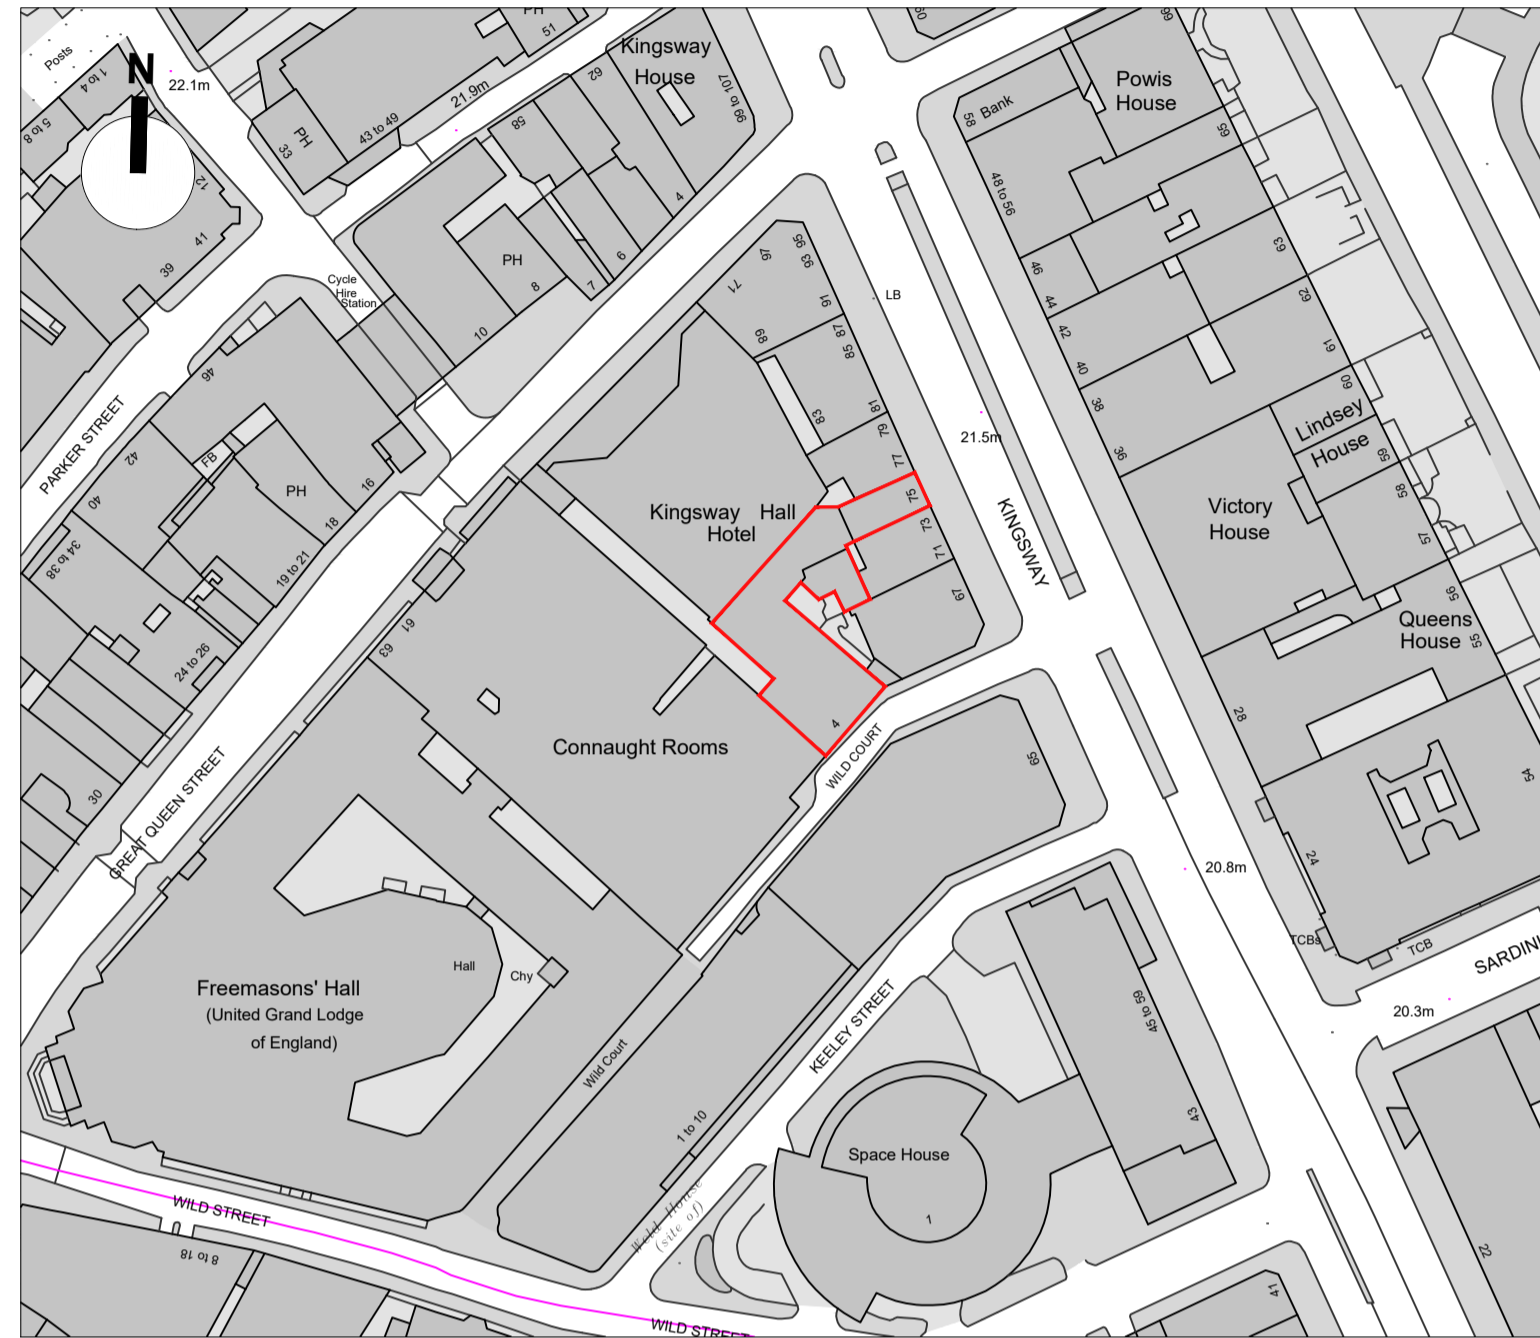 Posts
N
1 to 4
5 to 8
22.1m
12
41
39
33
PH
43 to 49
21.9m
PH
51
62
Kingsway
House
99 to 107
58
4
6
7
8
PH
10
Cycle
Hire
Station
60
66
58
Bank
Powis
House
65
48 to 56
46
44
42
40
38
36
63
62
61
60
Lindsey
House
59
58
57
56
55
54
Victory
House
Queens
House
28
24
97
95
93
91
71
89
87
85
83
81
79
77
75
73
71
67
LB
21.5m
KINGSWAY
Kingsway Hall
Hotel
4
WILD COURT
65
46
42
40
FB
PH
16
18
19 to 21
34 to 38
24 to 26
30
PARKER STREET
61
63
GREAT QUEEN STREET
Connaught Rooms
Freemasons' Hall
(United Grand Lodge
of England)
Hall
Chy
Wild Court
1 to 10
KEELEY STREET
20.8m
TCBs
TCB
SARDINI
20.3m
45 to 59
43
Space House
1
Weld House
(site of)
WILD STREET
8 to 18
WILD STREET
41
22